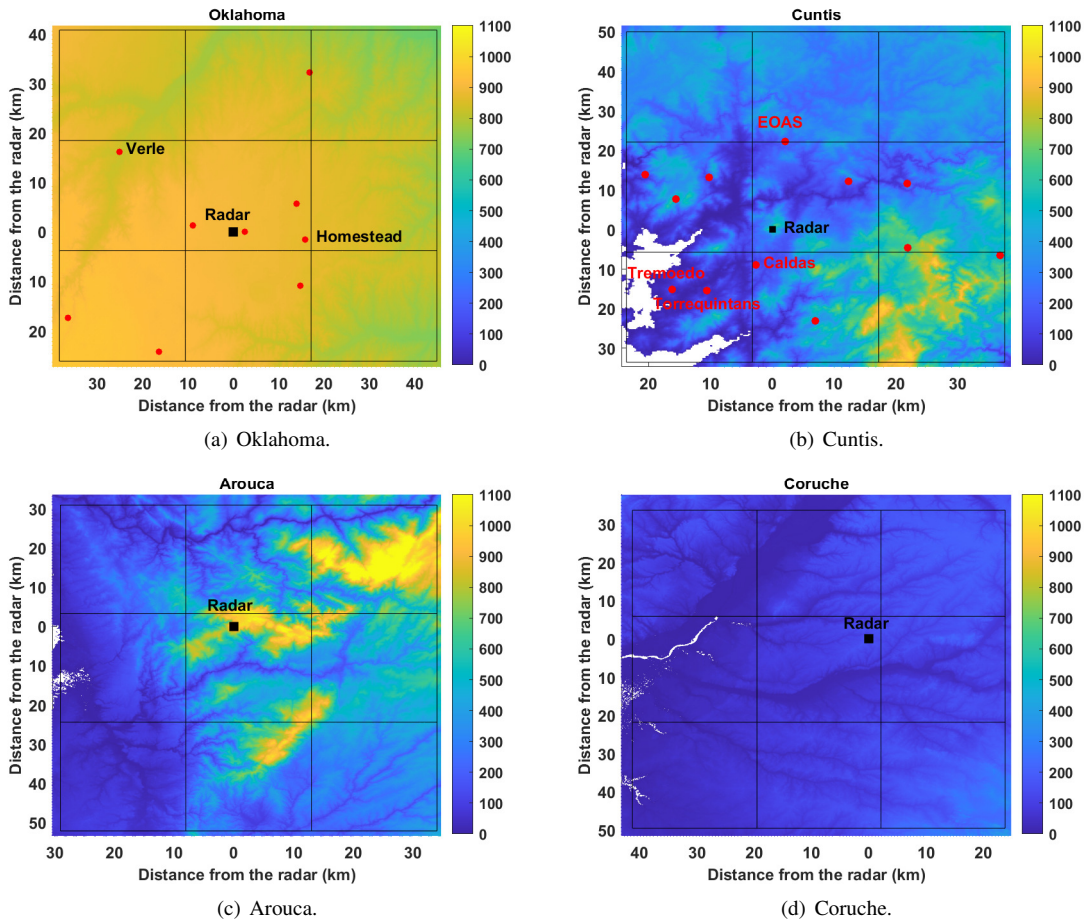 Oklahoma
40
30
20
10
0
10
20
Distance from the radar (km)
Verle
Radar
Homestead
30 20 10 0 10 20 30 40
Distance from the radar (km)
1100
1000
900
800
700
600
500
400
300
200
100
0
(a) Oklahoma.
Cuntis
50
40
30
20
10
0
10
20
30
Distance from the radar (km)
EOAS
Radar
Caldas
Tremoedo
Torrequintans
20 10 0 10 20 30
Distance from the radar (km)
1100
1000
900
800
700
600
500
400
300
200
100
0
(b) Cuntis.
Arouca
30
20
10
0
10
20
30
40
50
Distance from the radar (km)
Radar
30 20 10 0 10 20 30
Distance from the radar (km)
1100
1000
900
800
700
600
500
400
300
200
100
0
(c) Arouca.
Coruche
30
20
10
0
10
20
30
40
50
Distance from the radar (km)
Radar
40 30 20 10 0 10 20
Distance from the radar (km)
1100
1000
900
800
700
600
500
400
300
200
100
0
(d) Coruche.